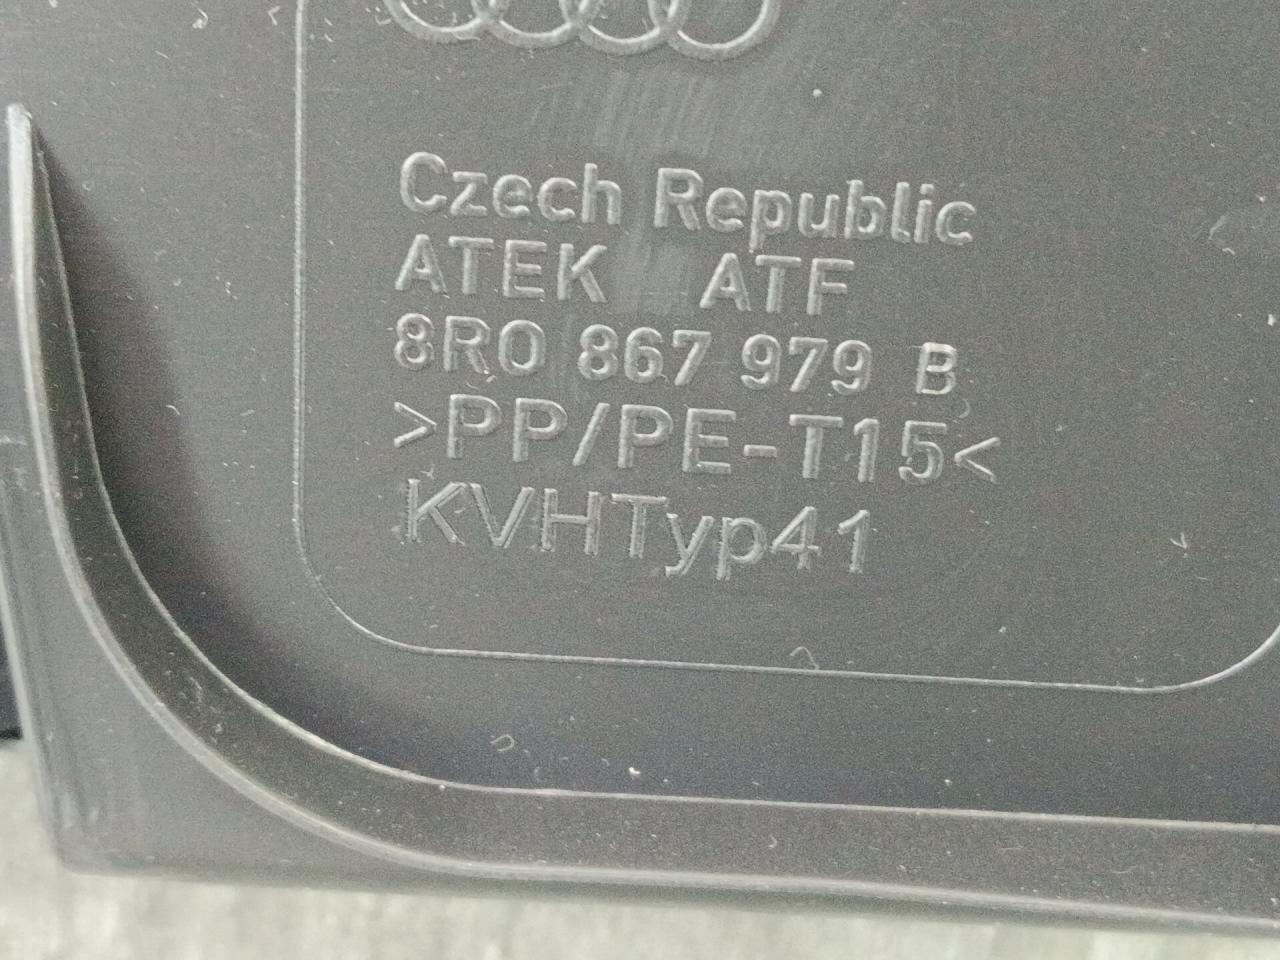 Czech Republic
ATEK ATF
8R0 867 979 B
>PP/PE-T15<
KVHTyp41